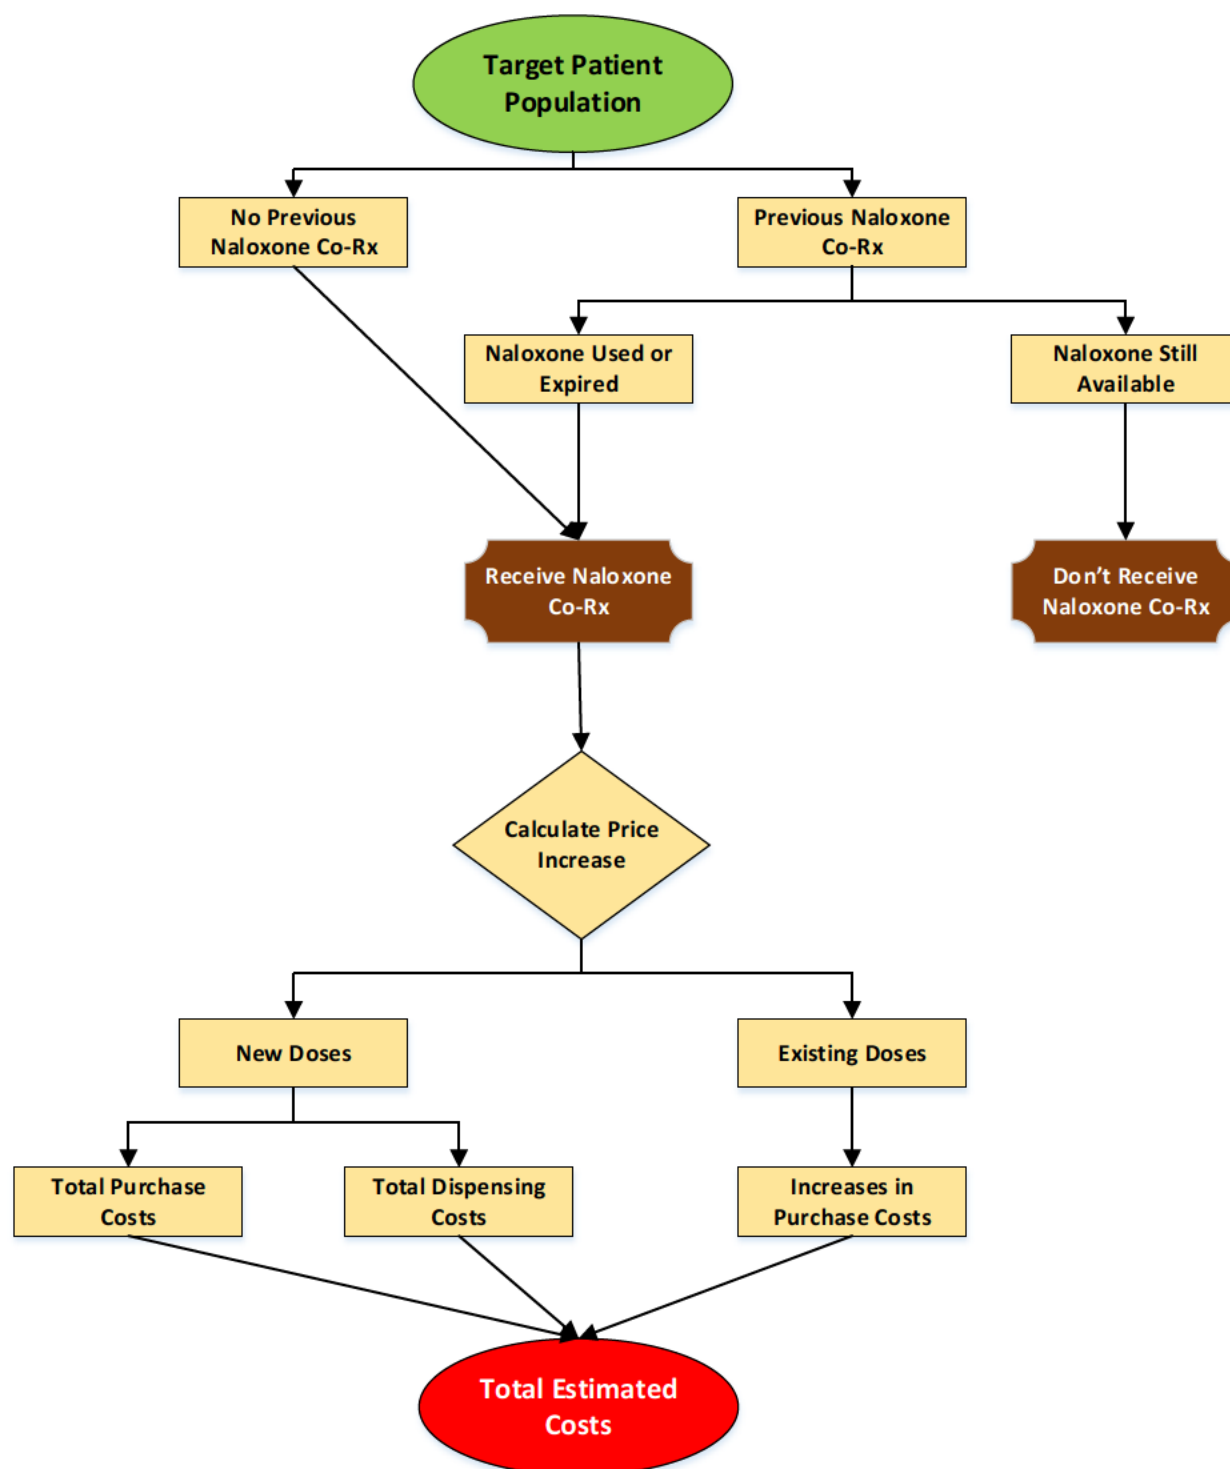 Target Patient
Population
No Previous
Naloxone Co-Rx
Previous Naloxone
Co-Rx
Naloxone Used or
Expired
Naloxone Still
Available
Receive Naloxone
Co-Rx
Don’t Receive
Naloxone Co-Rx
Calculate Price
Increase
New Doses
Existing Doses
Total Purchase
Costs
Total Dispensing
Costs
Increases in
Purchase Costs
Total Estimated
Costs